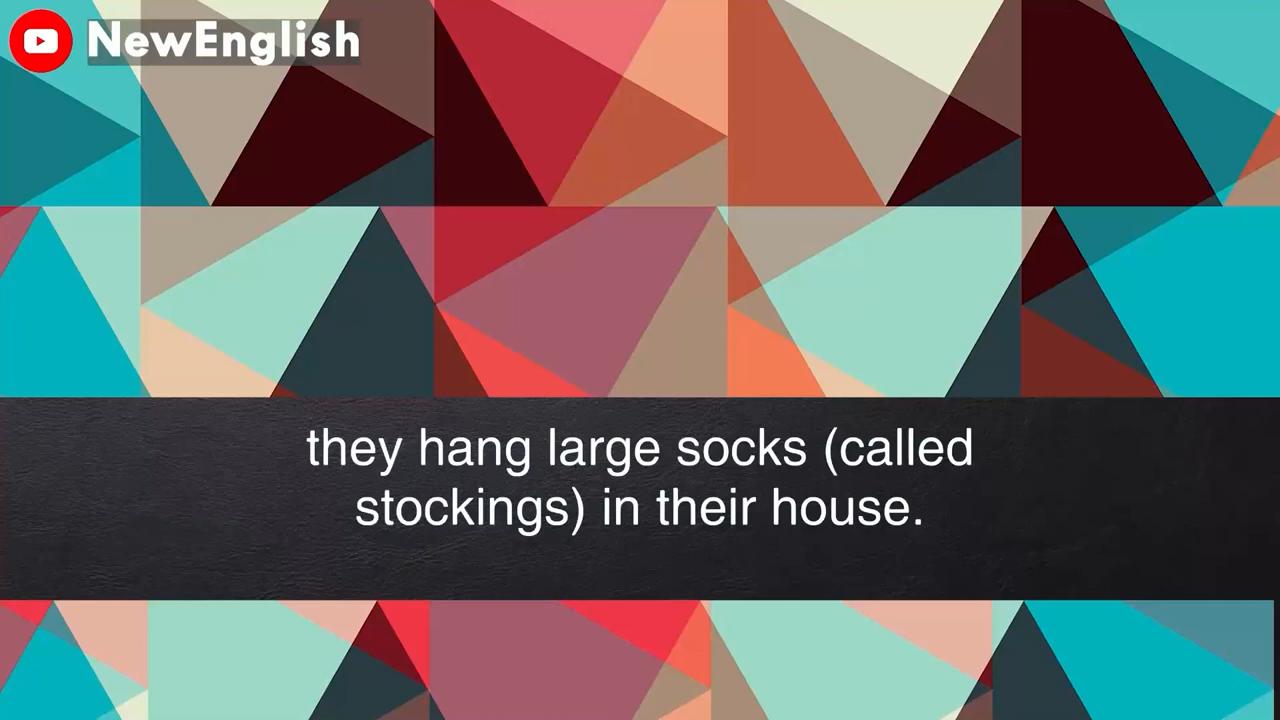 NewEnglish
they hang large socks (called
stockings) in their house.